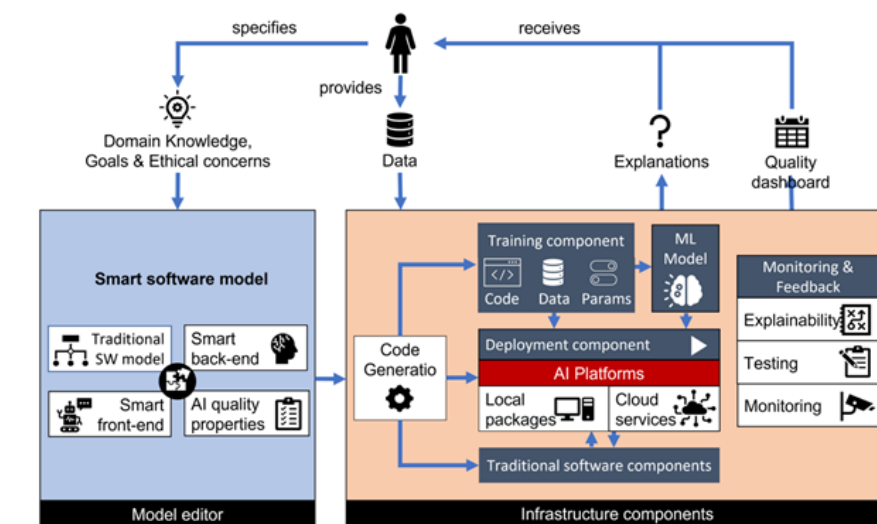 specifies
receives
provides
Domain Knowledge,
Goals & Ethical concerns
Data
Explanations
Quality
dashboard
Smart software model
Traditional
SW model
Smart
back-end
Smart
front-end
AI quality
properties
Model editor
Code
Generatio
Training component
Code
Data
Params
ML
Model
Deployment component
AI Platforms
Local
packages
Cloud
services
Traditional software components
Monitoring &
Feedback
Explainability
Testing
Monitoring
Infrastructure components